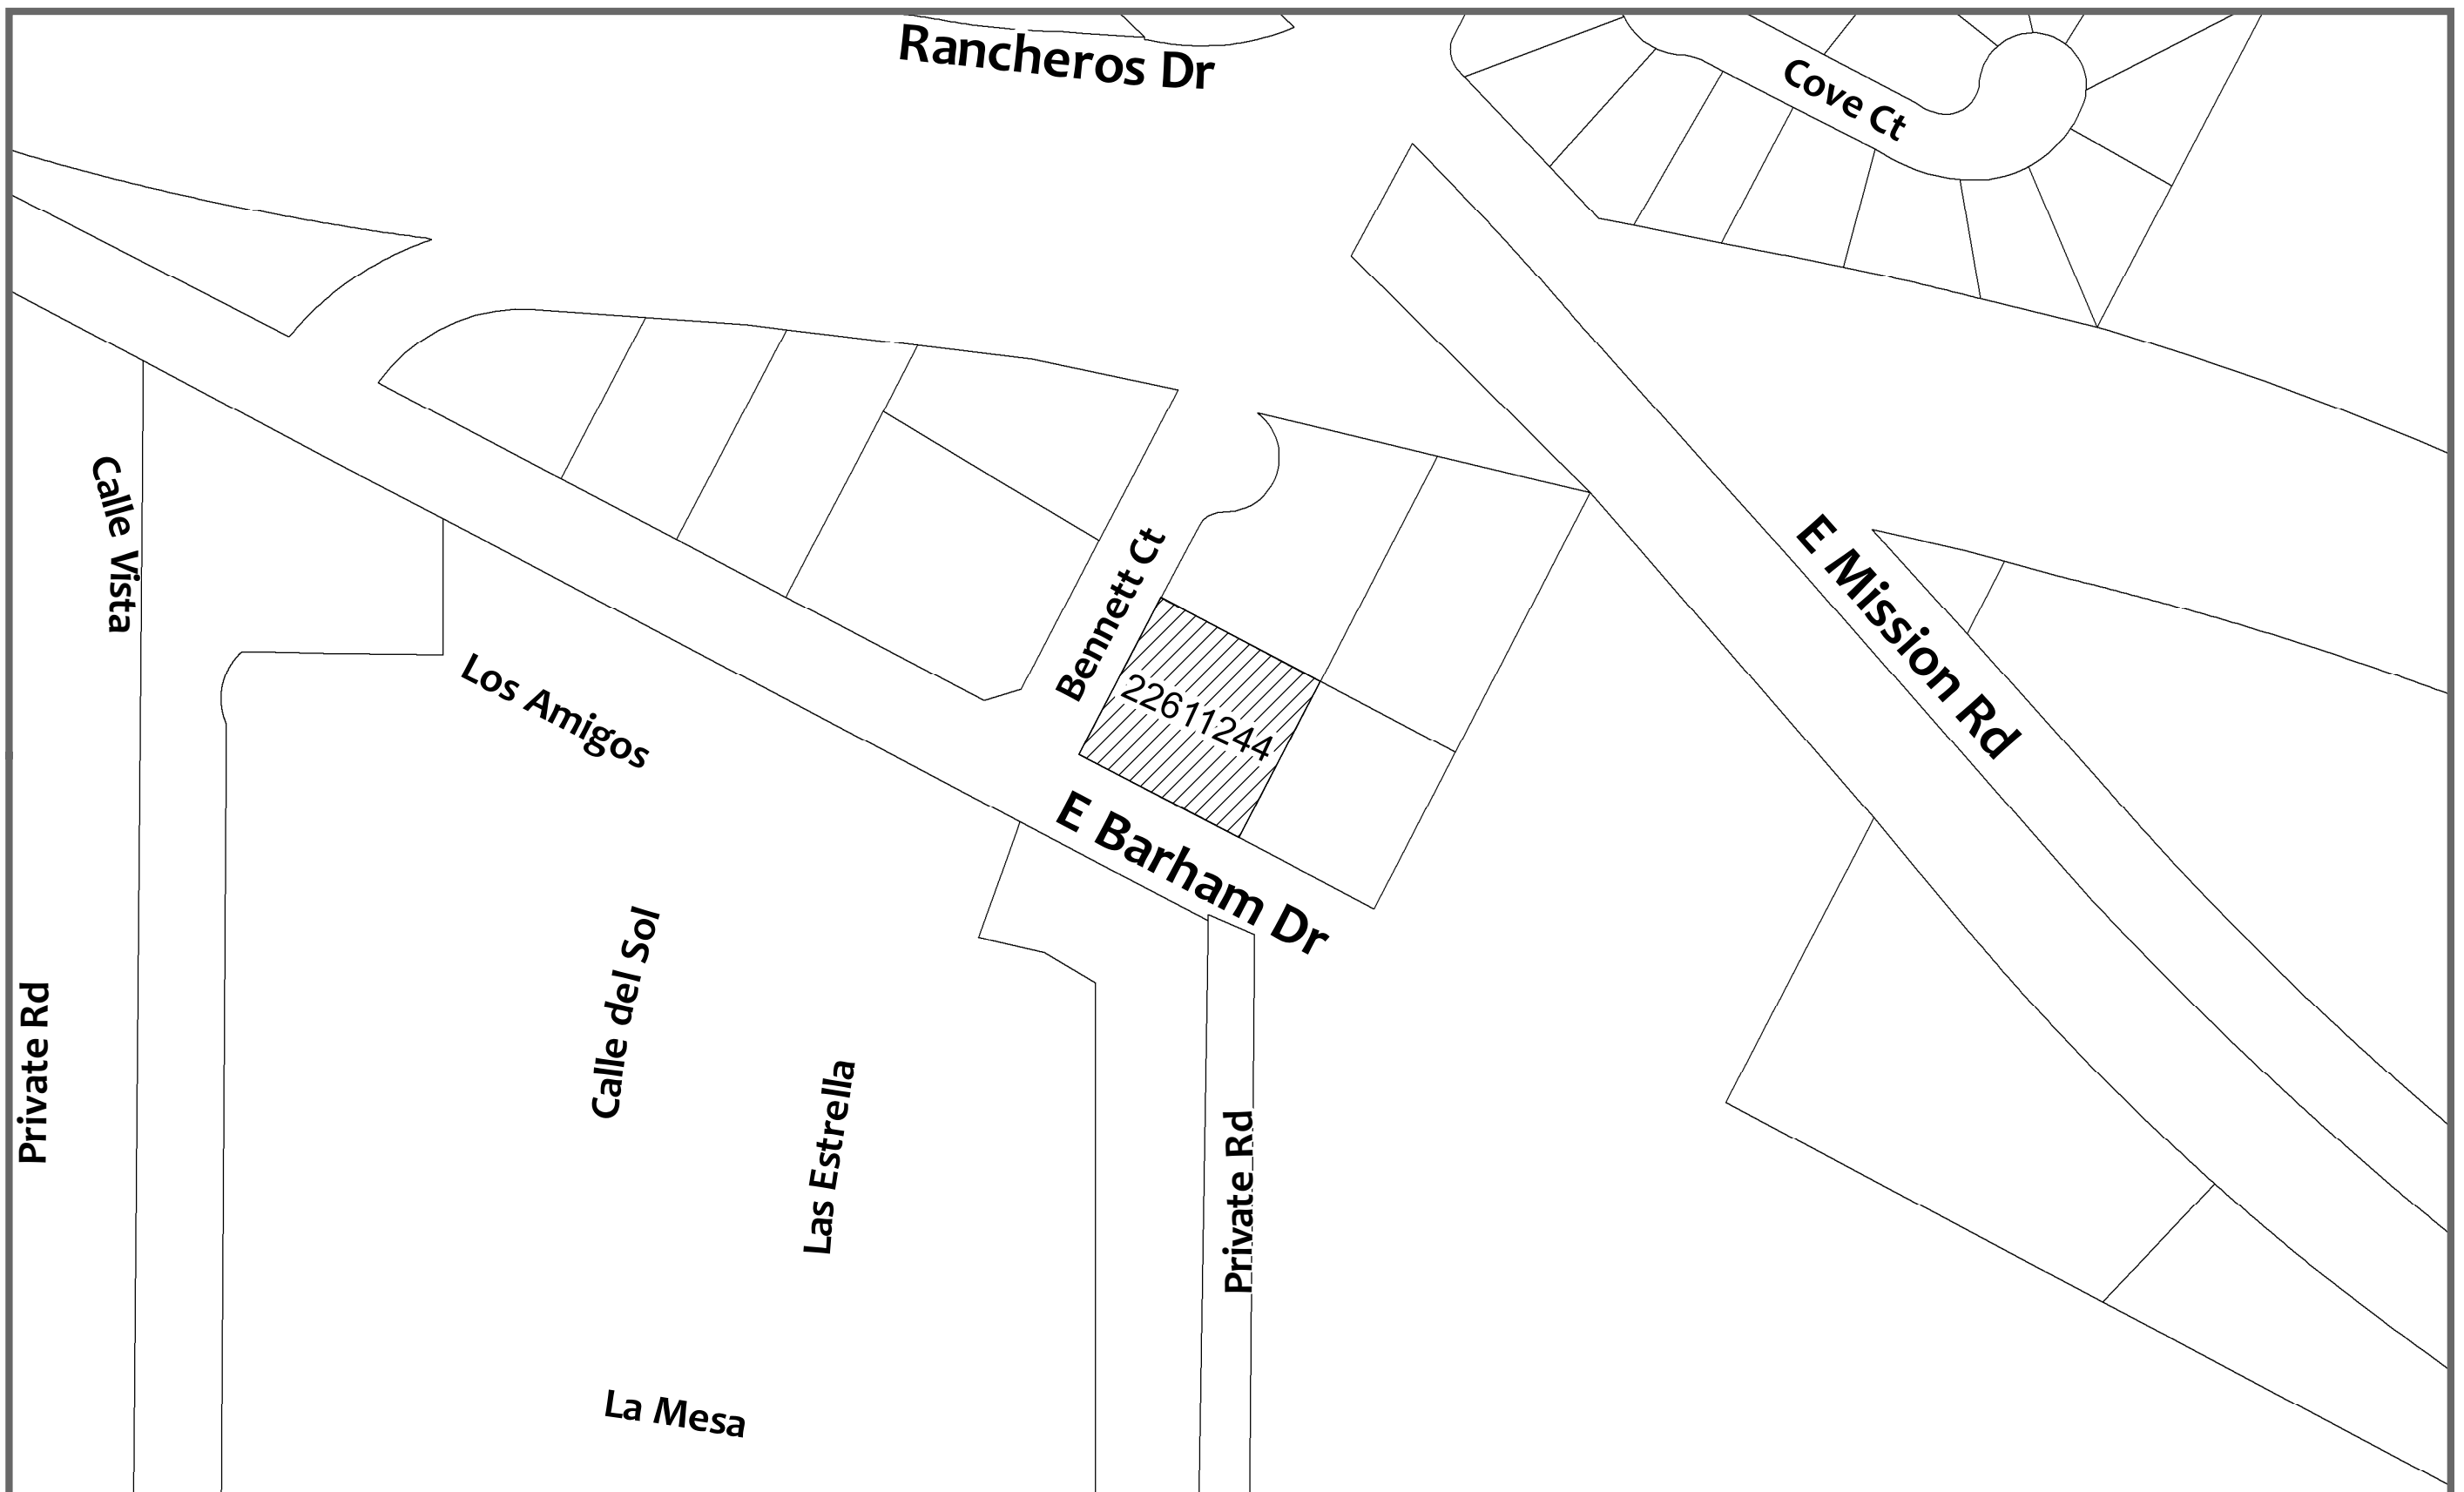 Rancheros Dr
Cove Ct
Calle Vista
Bennett Ct
E Mission Rd
Los Amigos
22611244
E Barham Dr
Calle del Sol
Private Rd
Las Estrella
Private Rd
La Mesa